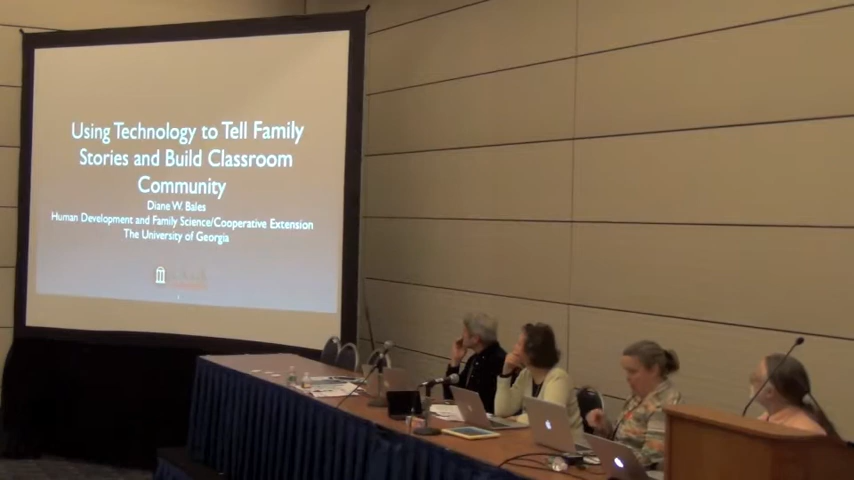 Using Technology to Tell Family
Stories and Build Classroom
Community
Diane W. Bales
Human Development and Family Science/Cooperative Extension
The University of Georgia